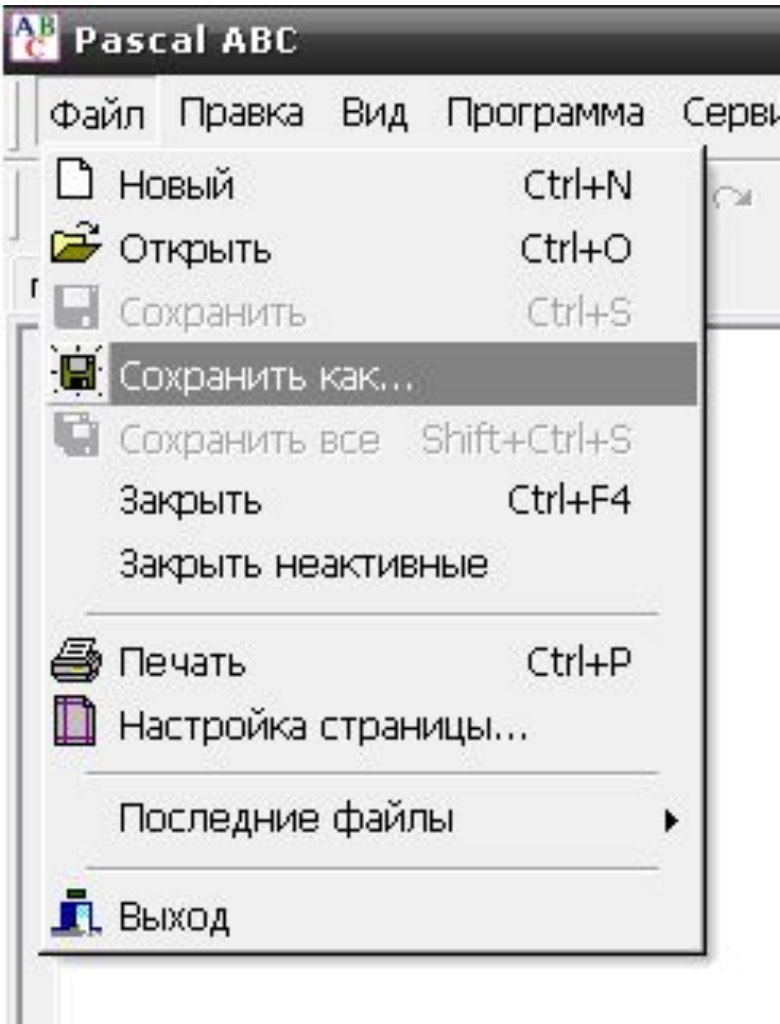 Pascal ABC
Файл Правка Вид Программа
Новый Ctrl+N
Открыть Ctrl+O
Сохранить Ctrl+S
Сохранить как...
Сохранить все Shift+Ctrl+S
Закрыть Ctrl+F4
Закрыть неактивные
Печать Ctrl+P
Настройка страницы...
Последние файлы
Выход